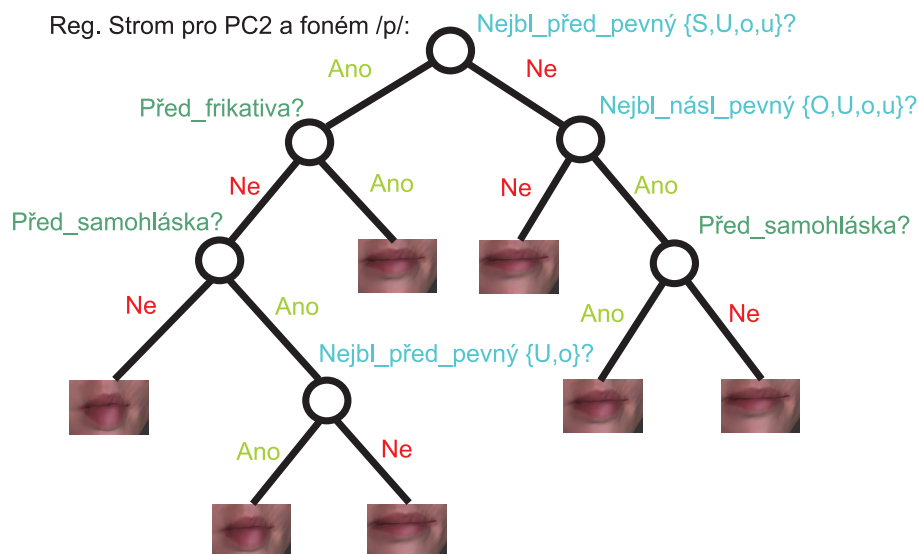 Reg. Strom pro PC2 a foném /p/:
Nejbl_před_pevný {S,U,o,u}?
Ano
Ne
Před_frikativa?
Nejbl_násl_pevný {O,U,o,u}?
Ne
Ano
Ne
Ano
Před_samohláska?
Před_samohláska?
Ne
Ano
Ano
Ne
Nejbl_před_pevný {U,o}?
Ano
Ne